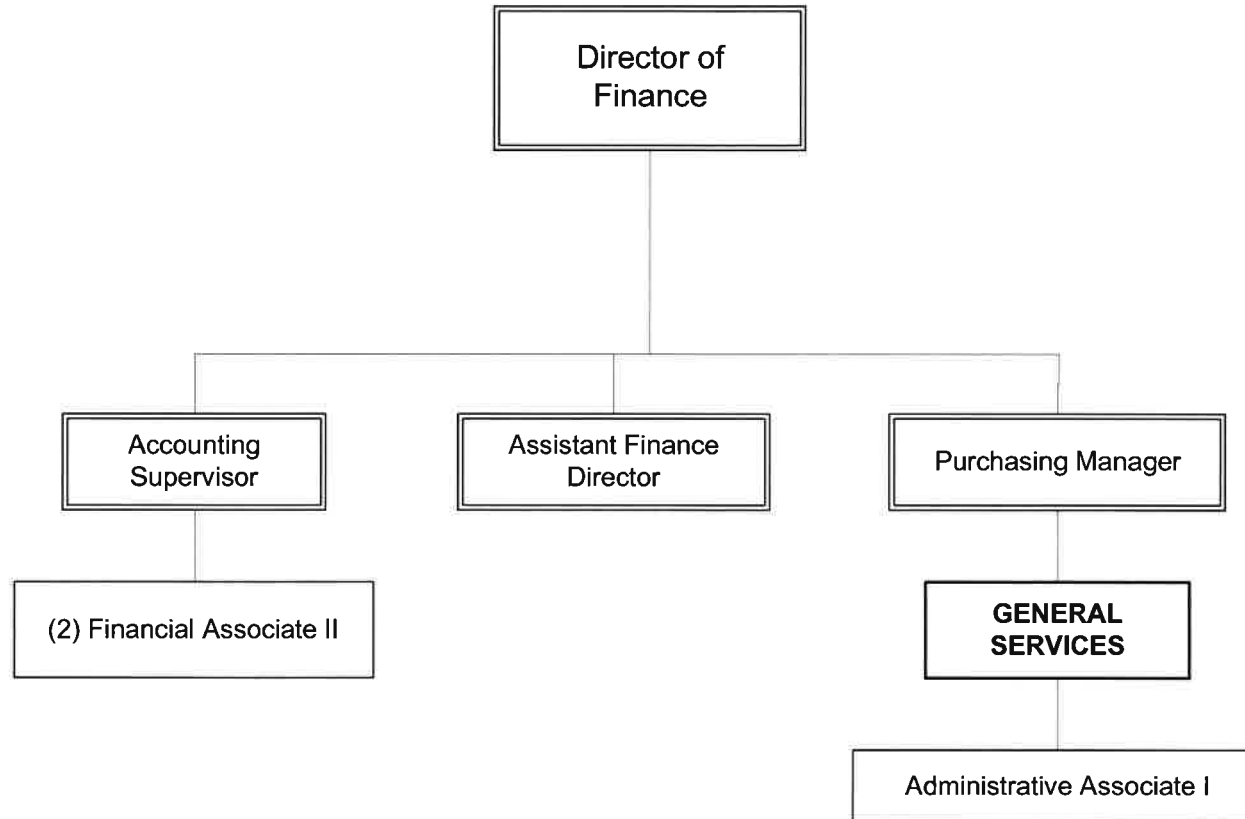 Director of
Finance
Accounting
Supervisor
Assistant Finance
Director
Purchasing Manager
(2) Financial Associate II
GENERAL
SERVICES
Administrative Associate I